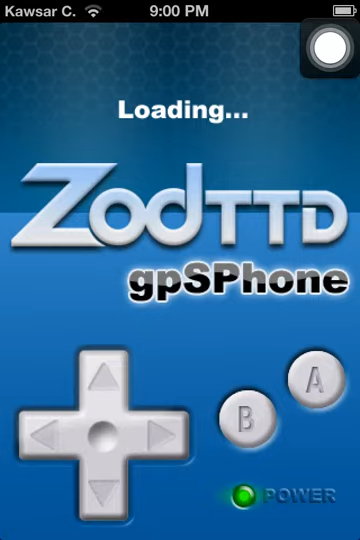 Kawsar C. 9:00 PM
Loading...
ZODTTD
gpSPhone
A
B
POWER